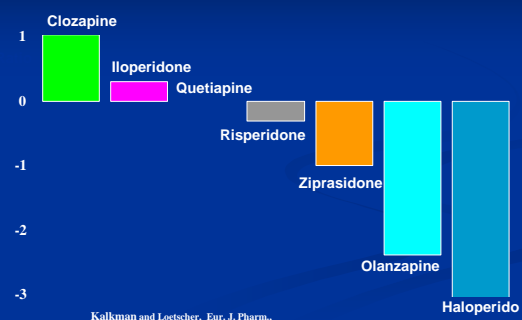 Clozapine
1
Iloperidone
Quetiapine
0
Risperidone
-1
Ziprasidone
-2
Olanzapine
-3
Haloperido
Kalkman and Loetscher, Eur. J. Pharm.,